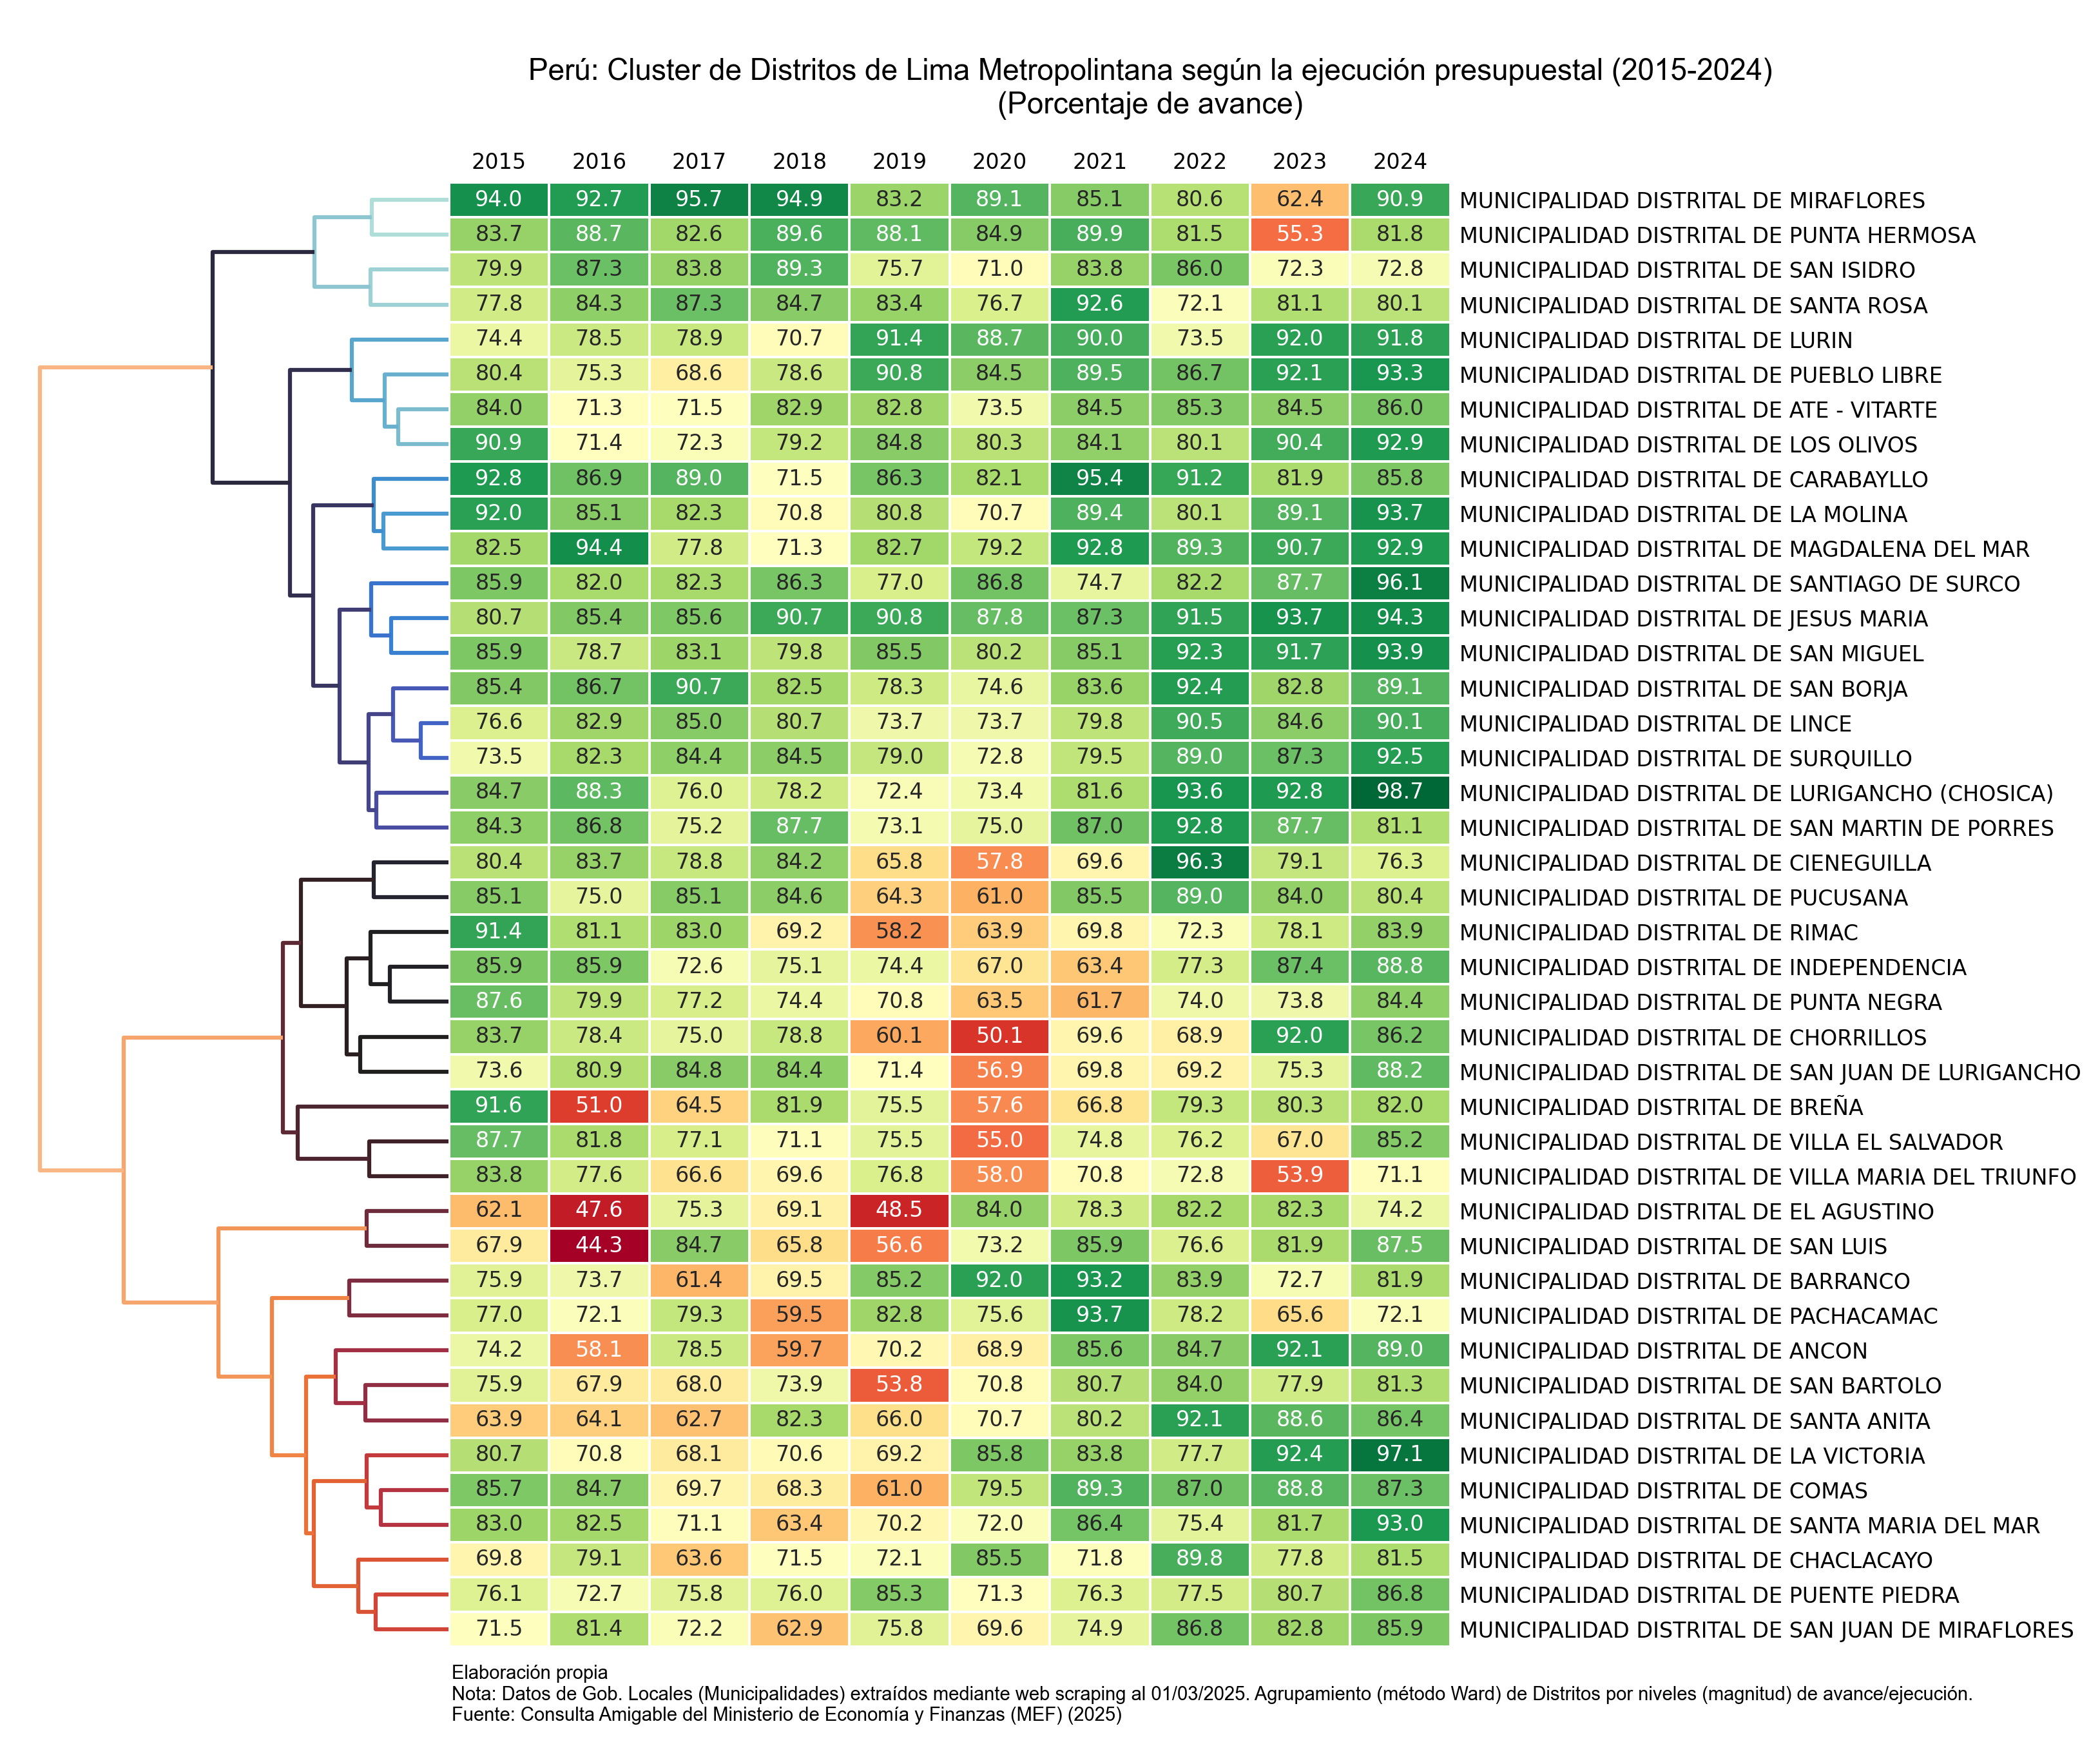 Perú: Cluster de Distritos de Lima Metropolintana según la ejecución presupuestal (2015-2024)
(Porcentaje de avance)
2015 2016 2017 2018 2019 2020 2021 2022 2023 2024
94.0 92.7 95.7 94.9 83.2 89.1 85.1 80.6 62.4 90.9 MUNICIPALIDAD DISTRITAL DE MIRAFLORES
83.7 88.7 82.6 89.6 88.1 84.9 89.9 81.5 55.3 81.8 MUNICIPALIDAD DISTRITAL DE PUNTA HERMOSA
79.9 87.3 83.8 89.3 75.7 71.0 83.8 86.0 72.3 72.8 MUNICIPALIDAD DISTRITAL DE SAN ISIDRO
77.8 84.3 87.3 84.7 83.4 76.7 92.6 72.1 81.1 80.1 MUNICIPALIDAD DISTRITAL DE SANTA ROSA
74.4 78.5 78.9 70.7 91.4 88.7 90.0 73.5 92.0 91.8 MUNICIPALIDAD DISTRITAL DE LURIN
80.4 75.3 68.6 78.6 90.8 84.5 89.5 86.7 92.1 93.3 MUNICIPALIDAD DISTRITAL DE PUEBLO LIBRE
84.0 71.3 71.5 82.9 82.8 73.5 84.5 85.3 84.5 86.0 MUNICIPALIDAD DISTRITAL DE ATE - VITARTE
90.9 71.4 72.3 79.2 84.8 80.3 84.1 80.1 90.4 92.9 MUNICIPALIDAD DISTRITAL DE LOS OLIVOS
92.8 86.9 89.0 71.5 86.3 82.1 95.4 91.2 81.9 85.8 MUNICIPALIDAD DISTRITAL DE CARABAYLLO
92.0 85.1 82.3 70.8 80.8 70.7 89.4 80.1 89.1 93.7 MUNICIPALIDAD DISTRITAL DE LA MOLINA
82.5 94.4 77.8 71.3 82.7 79.2 92.8 89.3 90.7 92.9 MUNICIPALIDAD DISTRITAL DE MAGDALENA DEL MAR
85.9 82.0 82.3 86.3 77.0 86.8 74.7 82.2 87.7 96.1 MUNICIPALIDAD DISTRITAL DE SANTIAGO DE SURCO
80.7 85.4 85.6 90.7 90.8 87.8 87.3 91.5 93.7 94.3 MUNICIPALIDAD DISTRITAL DE JESUS MARIA
85.9 78.7 83.1 79.8 85.5 80.2 85.1 92.3 91.7 93.9 MUNICIPALIDAD DISTRITAL DE SAN MIGUEL
85.4 86.7 90.7 82.5 78.3 74.6 83.6 92.4 82.8 89.1 MUNICIPALIDAD DISTRITAL DE SAN BORJA
76.6 82.9 85.0 80.7 73.7 73.7 79.8 90.5 84.6 90.1 MUNICIPALIDAD DISTRITAL DE LINCE
73.5 82.3 84.4 84.5 79.0 72.8 79.5 89.0 87.3 92.5 MUNICIPALIDAD DISTRITAL DE SURQUILLO
84.7 88.3 76.0 78.2 72.4 73.4 81.6 93.6 92.8 98.7 MUNICIPALIDAD DISTRITAL DE LURIGANCHO (CHOSICA)
84.3 86.8 75.2 87.7 73.1 75.0 87.0 92.8 87.7 81.1 MUNICIPALIDAD DISTRITAL DE SAN MARTIN DE PORRES
80.4 83.7 78.8 84.2 65.8 57.8 69.6 96.3 79.1 76.3 MUNICIPALIDAD DISTRITAL DE CIENEGUILLA
85.1 75.0 85.1 84.6 64.3 61.0 85.5 89.0 84.0 80.4 MUNICIPALIDAD DISTRITAL DE PUCUSANA
91.4 81.1 83.0 69.2 58.2 63.9 69.8 72.3 78.1 83.9 MUNICIPALIDAD DISTRITAL DE RIMAC
85.9 85.9 72.6 75.1 74.4 67.0 63.4 77.3 87.4 88.8 MUNICIPALIDAD DISTRITAL DE INDEPENDENCIA
87.6 79.9 77.2 74.4 70.8 63.5 61.7 74.0 73.8 84.4 MUNICIPALIDAD DISTRITAL DE PUNTA NEGRA
83.7 78.4 75.0 78.8 60.1 50.1 69.6 68.9 92.0 86.2 MUNICIPALIDAD DISTRITAL DE CHORRILLOS
73.6 80.9 84.8 84.4 71.4 56.9 69.8 69.2 75.3 88.2 MUNICIPALIDAD DISTRITAL DE SAN JUAN DE LURIGANCHO
91.6 51.0 64.5 81.9 75.5 57.6 66.8 79.3 80.3 82.0 MUNICIPALIDAD DISTRITAL DE BREÑA
87.7 81.8 77.1 71.1 75.5 55.0 74.8 76.2 67.0 85.2 MUNICIPALIDAD DISTRITAL DE VILLA EL SALVADOR
83.8 77.6 66.6 69.6 76.8 58.0 70.8 72.8 53.9 71.1 MUNICIPALIDAD DISTRITAL DE VILLA MARIA DEL TRIUNFO
62.1 47.6 75.3 69.1 48.5 84.0 78.3 82.2 82.3 74.2 MUNICIPALIDAD DISTRITAL DE EL AGUSTINO
67.9 44.3 84.7 65.8 56.6 73.2 85.9 76.6 81.9 87.5 MUNICIPALIDAD DISTRITAL DE SAN LUIS
75.9 73.7 61.4 69.5 85.2 92.0 93.2 83.9 72.7 81.9 MUNICIPALIDAD DISTRITAL DE BARRANCO
77.0 72.1 79.3 59.5 82.8 75.6 93.7 78.2 65.6 72.1 MUNICIPALIDAD DISTRITAL DE PACHACAMAC
74.2 58.1 78.5 59.7 70.2 68.9 85.6 84.7 92.1 89.0 MUNICIPALIDAD DISTRITAL DE ANCON
75.9 67.9 68.0 73.9 53.8 70.8 80.7 84.0 77.9 81.3 MUNICIPALIDAD DISTRITAL DE SAN BARTOLO
63.9 64.1 62.7 82.3 66.0 70.7 80.2 92.1 88.6 86.4 MUNICIPALIDAD DISTRITAL DE SANTA ANITA
80.7 70.8 68.1 70.6 69.2 85.8 83.8 77.7 92.4 97.1 MUNICIPALIDAD DISTRITAL DE LA VICTORIA
85.7 84.7 69.7 68.3 61.0 79.5 89.3 87.0 88.8 87.3 MUNICIPALIDAD DISTRITAL DE COMAS
83.0 82.5 71.1 63.4 70.2 72.0 86.4 75.4 81.7 93.0 MUNICIPALIDAD DISTRITAL DE SANTA MARIA DEL MAR
69.8 79.1 63.6 71.5 72.1 85.5 71.8 89.8 77.8 81.5 MUNICIPALIDAD DISTRITAL DE CHACLACAYO
76.1 72.7 75.8 76.0 85.3 71.3 76.3 77.5 80.7 86.8 MUNICIPALIDAD DISTRITAL DE PUENTE PIEDRA
71.5 81.4 72.2 62.9 75.8 69.6 74.9 86.8 82.8 85.9 MUNICIPALIDAD DISTRITAL DE SAN JUAN DE MIRAFLORES
Elaboración propia
Nota: Datos de Gob. Locales (Municipalidades) extraídos mediante web scraping al 01/03/2025. Agrupamiento (método Ward) de Distritos por niveles (magnitud) de avance/ejecución.
Fuente: Consulta Amigable del Ministerio de Economía y Finanzas (MEF) (2025)